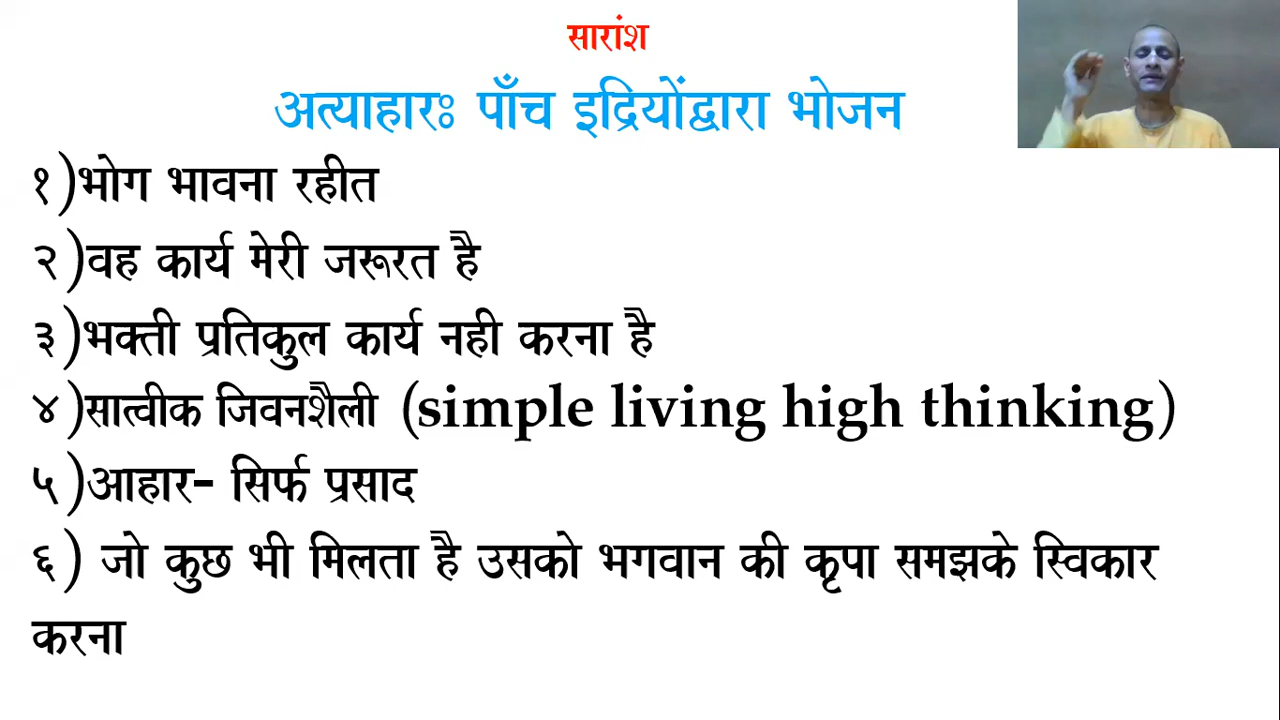 सारांश
अत्याहारः पाँच इद्रियोंद्वारा भोजन
१)भोग भावना रहीत
२)वह कार्य मेरी जरूरत है
३)भक्ती प्रतिकुल कार्य नही करना है
४)सात्वीक जिवनशैली (simple living high thinking)
५)आहार- सिर्फ प्रसाद
६) जो कुछ भी मिलता है उसको भगवान की कृपा समझके स्विकार
करना